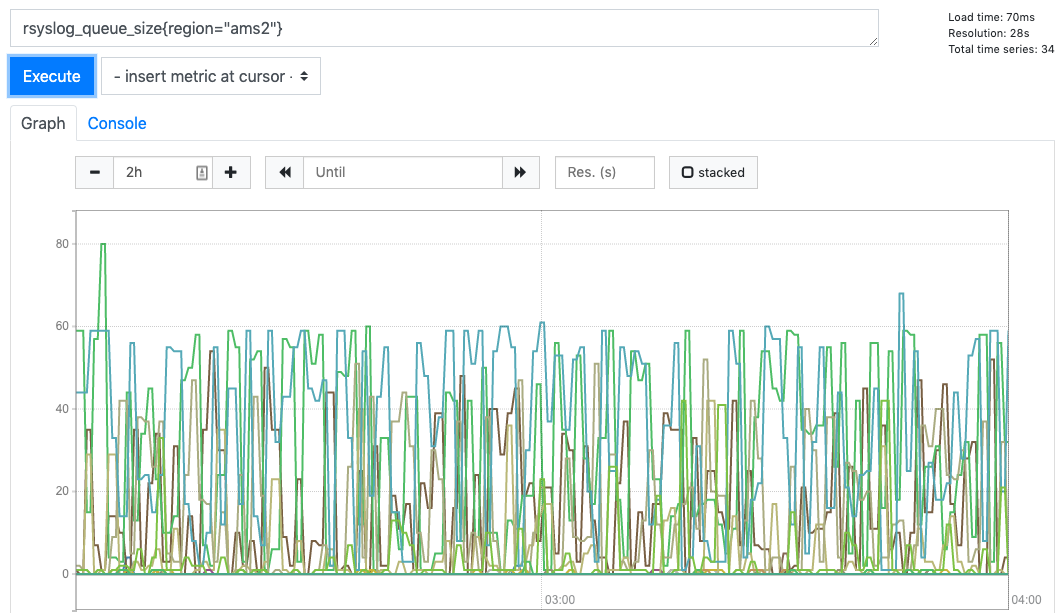 rsyslog_queue_size{region="ams2"}
Load time: 70ms
Resolution: 28s
Total time series: 34
Execute
- insert metric at cursor -
Graph Console
2h Until Res. (s) stacked
80
60
40
20
0
03:00 04:00